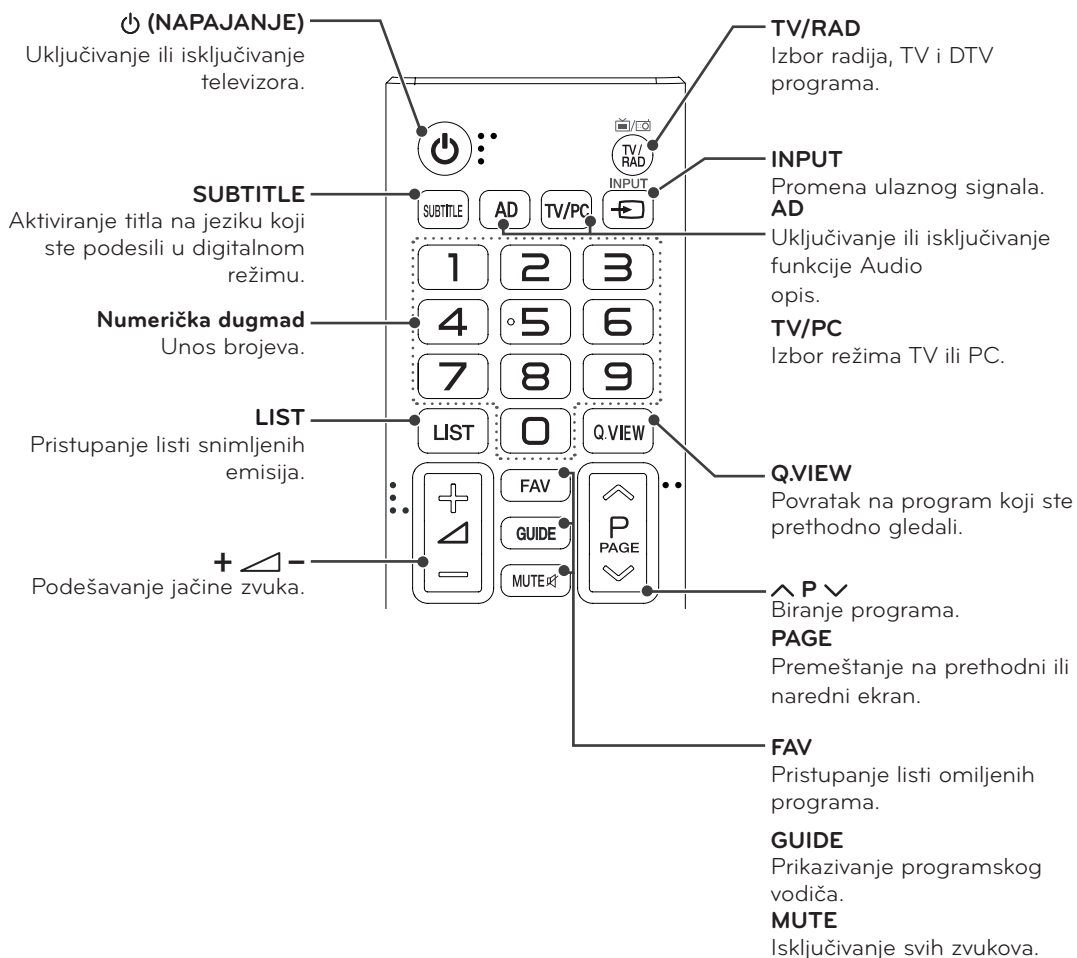 ⏻ (NAPAJANJE)
Uključivanje ili isključivanje
televizora.
SUBTITLE
Aktiviranje titla na jeziku koji
ste podesili u digitalnom
režimu.
Numerička dugmad
Unos brojeva.
LIST
Pristupanje listi snimljenih
emisija.
+ −
Podešavanje jačine zvuka.
TV/
RAD
INPUT
SUBTITLE AD TV/PC
1 2 3
4 5 6
7 8 9
LIST 0 Q.VIEW
FAV
GUIDE
MUTE
P
PAGE
TV/RAD
Izbor radija, TV i DTV
programa.
INPUT
Promena ulaznog signala.
AD
Uključivanje ili isključivanje
funkcije Audio
opis.
TV/PC
Izbor režima TV ili PC.
Q.VIEW
Povratak na program koji ste
prethodno gledali.
P
Biranje programa.
PAGE
Premeštanje na prethodni ili
naredni ekran.
FAV
Pristupanje listi omiljenih
programa.
GUIDE
Prikazivanje programskog
vodiča.
MUTE
Isključivanje svih zvukova.